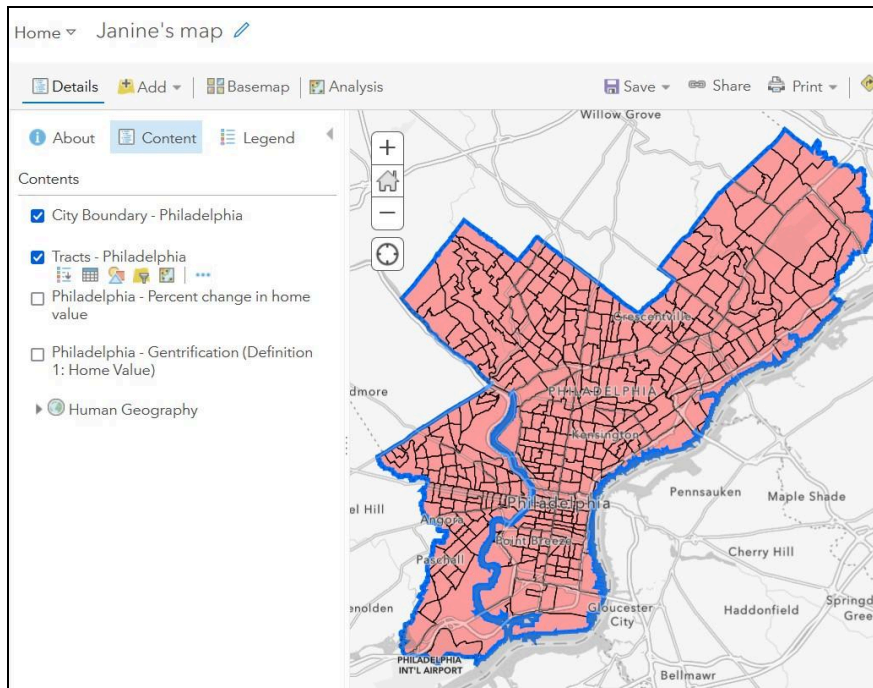 Home Janine's map
Details Add Basemap Analysis Save Share Print
About Content Legend
Contents
City Boundary - Philadelphia
Tracts - Philadelphia
Philadelphia - Percent change in home
value
Philadelphia - Gentrification (Definition
1: Home Value)
Human Geography
Willow Grove
Crescentville
dmore
PHILADELPHIA
Kensington
Pennsauken
Maple Shade
el Hill
Philadelphia
Angora
Point Breeze
Cherry Hill
Paschall
enolden
Gloucester
City
Haddonfield
Springd
Gree
PHILADELPHIA
INT'L AIRPORT
Bellmawr